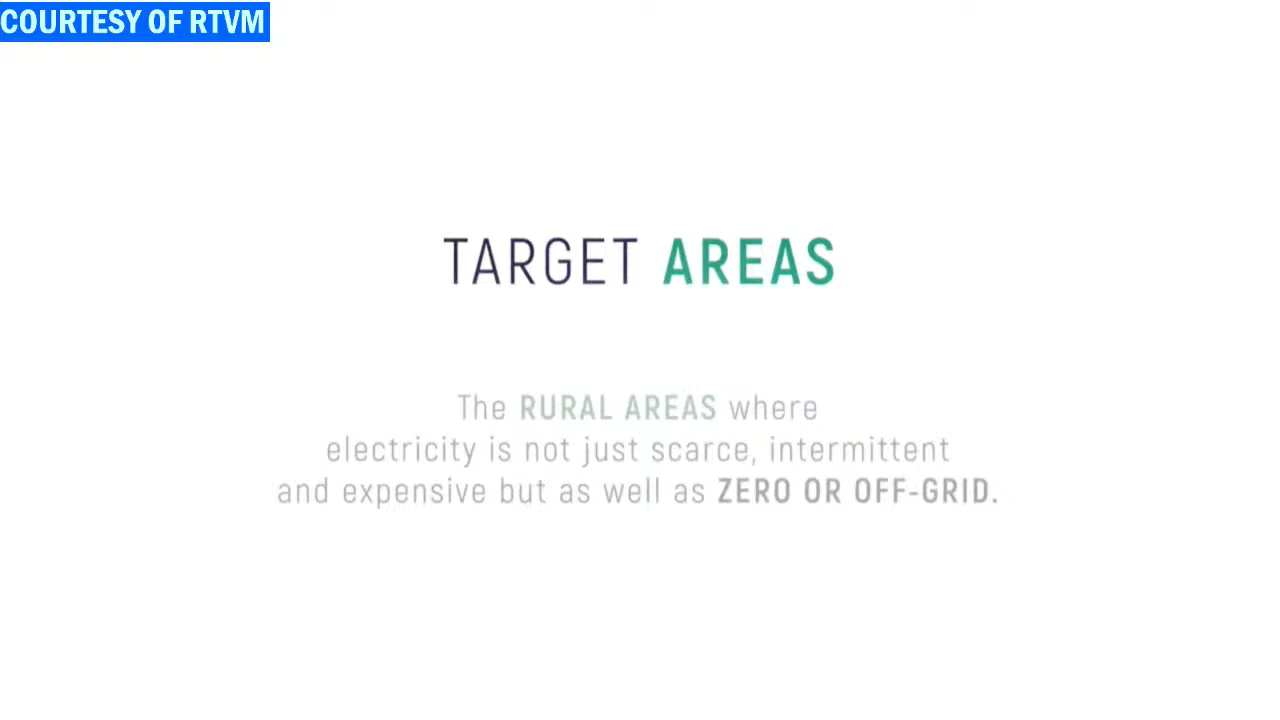 COURTESY OF RTVM
TARGET AREAS
The RURAL AREAS where
electricity is not just scarce, intermittent
and expensive but as well as ZERO OR OFF-GRID.